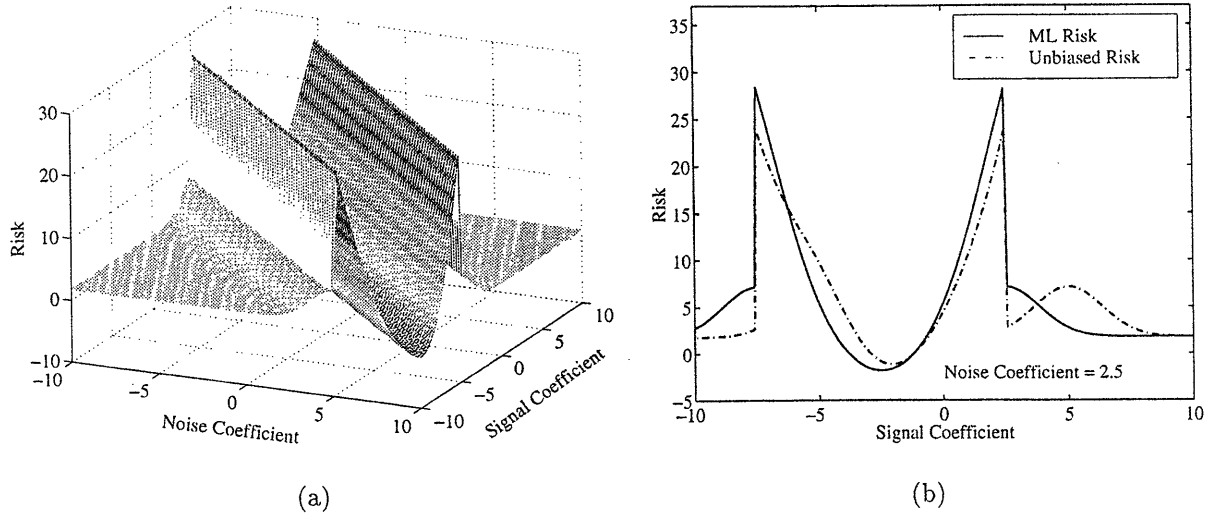 30
20
10
0
−10
Risk
−10
−5
0
5
10
Noise Coefficient
−10
−5
0
5
10
Signal Coefficient
(a)
35
30
25
20
15
10
5
0
−5
Risk
ML Risk
Unbiased Risk
Noise Coefficient = 2.5
−10
−5
0
5
10
Signal Coefficient
(b)